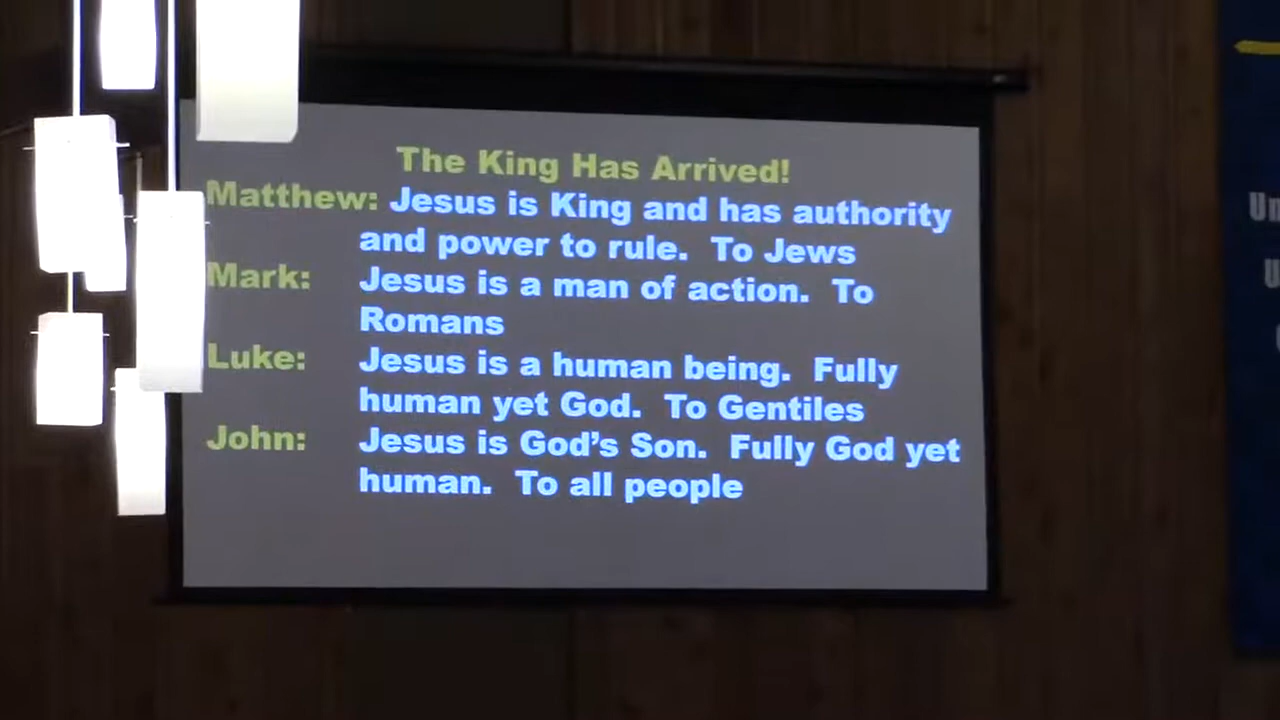 The King Has Arrived!
Matthew: Jesus is King and has authority
and power to rule. To Jews
Mark: Jesus is a man of action. To
Romans
Luke: Jesus is a human being. Fully
human yet God. To Gentiles
John: Jesus is God's Son. Fully God yet
human. To all people